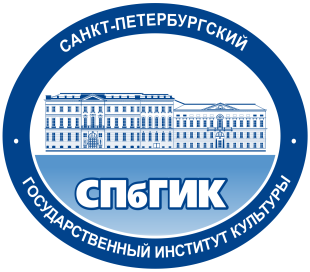 САНКТ-ПЕТЕРБУРГСКИЙ
СПбГИК
ГОСУДАРСТВЕННЫЙ ИНСТИТУТ КУЛЬТУРЫ